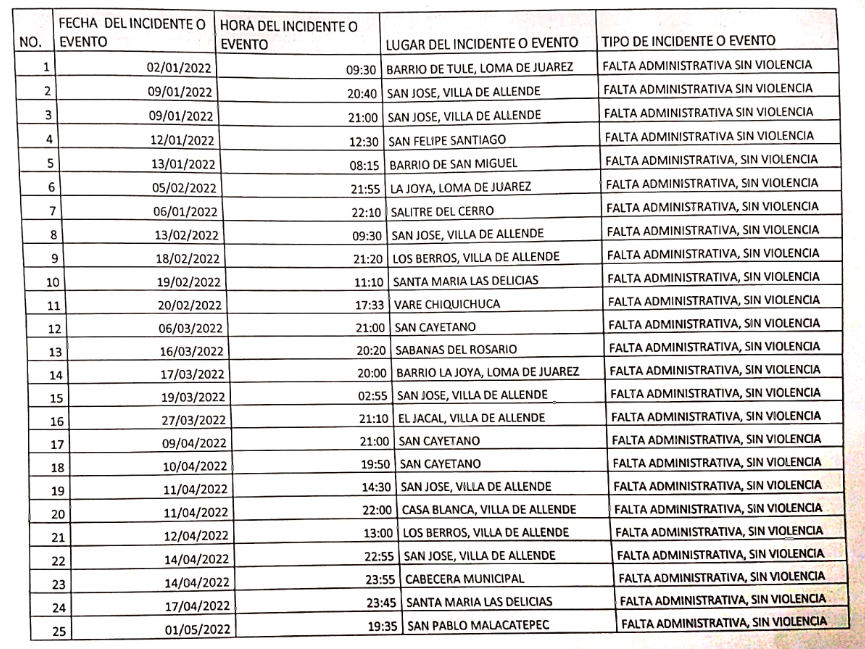 NO. FECHA DEL INCIDENTE O EVENTO HORA DEL INCIDENTE O EVENTO LUGAR DEL INCIDENTE O EVENTO TIPO DE INCIDENTE O EVENTO
1 02/01/2022 09:30 BARRIO DE TULE, LOMA DE JUAREZ FALTA ADMINISTRATIVA SIN VIOLENCIA
2 09/01/2022 20:40 SAN JOSE, VILLA DE ALLENDE FALTA ADMINISTRATIVA SIN VIOLENCIA
3 09/01/2022 21:00 SAN JOSE, VILLA DE ALLENDE FALTA ADMINISTRATIVA SIN VIOLENCIA
4 12/01/2022 12:30 SAN FELIPE SANTIAGO FALTA ADMINISTRATIVA SIN VIOLENCIA
5 13/01/2022 08:15 BARRIO DE SAN MIGUEL FALTA ADMINISTRATIVA, SIN VIOLENCIA
6 05/02/2022 21:55 LA JOYA, LOMA DE JUAREZ FALTA ADMINISTRATIVA, SIN VIOLENCIA
7 06/01/2022 22:10 SALITRE DEL CERRO FALTA ADMINISTRATIVA, SIN VIOLENCIA
8 13/02/2022 09:30 SAN JOSE, VILLA DE ALLENDE FALTA ADMINISTRATIVA, SIN VIOLENCIA
9 18/02/2022 21:20 LOS BERROS, VILLA DE ALLENDE FALTA ADMINISTRATIVA, SIN VIOLENCIA
10 19/02/2022 11:10 SANTA MARIA LAS DELICIAS FALTA ADMINISTRATIVA, SIN VIOLENCIA
11 20/02/2022 17:33 VARE CHIQUICHUCA FALTA ADMINISTRATIVA, SIN VIOLENCIA
12 06/03/2022 21:00 SAN CAYETANO FALTA ADMINISTRATIVA, SIN VIOLENCIA
13 16/03/2022 20:20 SABANAS DEL ROSARIO FALTA ADMINISTRATIVA, SIN VIOLENCIA
14 17/03/2022 20:00 BARRIO LA JOYA, LOMA DE JUAREZ FALTA ADMINISTRATIVA, SIN VIOLENCIA
15 19/03/2022 02:55 SAN JOSE, VILLA DE ALLENDE FALTA ADMINISTRATIVA, SIN VIOLENCIA
16 27/03/2022 21:10 EL JACAL, VILLA DE ALLENDE FALTA ADMINISTRATIVA, SIN VIOLENCIA
17 09/04/2022 21:00 SAN CAYETANO FALTA ADMINISTRATIVA, SIN VIOLENCIA
18 10/04/2022 19:50 SAN CAYETANO FALTA ADMINISTRATIVA, SIN VIOLENCIA
19 11/04/2022 14:30 SAN JOSE, VILLA DE ALLENDE FALTA ADMINISTRATIVA, SIN VIOLENCIA
20 11/04/2022 22:00 CASA BLANCA, VILLA DE ALLENDE FALTA ADMINISTRATIVA, SIN VIOLENCIA
21 12/04/2022 13:00 LOS BERROS, VILLA DE ALLENDE FALTA ADMINISTRATIVA, SIN VIOLENCIA
22 14/04/2022 22:55 SAN JOSE, VILLA DE ALLENDE FALTA ADMINISTRATIVA, SIN VIOLENCIA
23 14/04/2022 23:55 CABECERA MUNICIPAL FALTA ADMINISTRATIVA, SIN VIOLENCIA
24 17/04/2022 23:45 SANTA MARIA LAS DELICIAS FALTA ADMINISTRATIVA, SIN VIOLENCIA
25 01/05/2022 19:35 SAN PABLO MALACATEPEC FALTA ADMINISTRATIVA, SIN VIOLENCIA